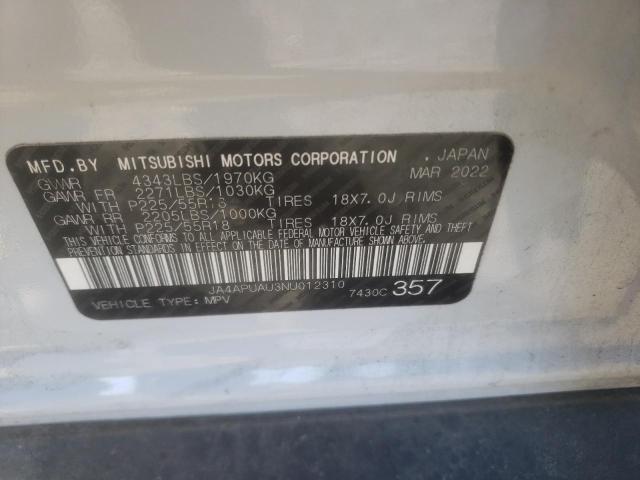 MFD.BY MITSUBISHI MOTORS CORPORATION . JAPAN
GVWR 4343LBS/1970KG MAR 2022
GAWR FR 2271LBS/1030KG
WITH P225/55R18 TIRES 18X7.0J RIMS
GAWR RR 2205LBS/1000KG
WITH P225/55R18 TIRES 18X7.0J RIMS
THIS VEHICLE CONFORMS TO ALL APPLICABLE FEDERAL MOTOR VEHICLE SAFETY, BUMPER, AND THEFT
PREVENTION STANDARDS IN EFFECT ON THE DATE OF MANUFACTURE SHOWN ABOVE.
JA4APUAU3NU012310 7430C 357
VEHICLE TYPE: MPV